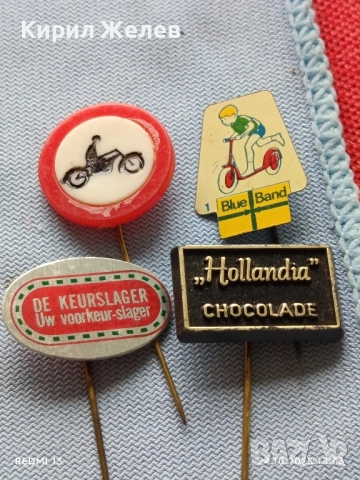 Кирил Желев
1
Blue Band
DE KEURSLAGER
Uw voorkeur-slager
„Hollandia”
CHOCOLADE
REDMI 13